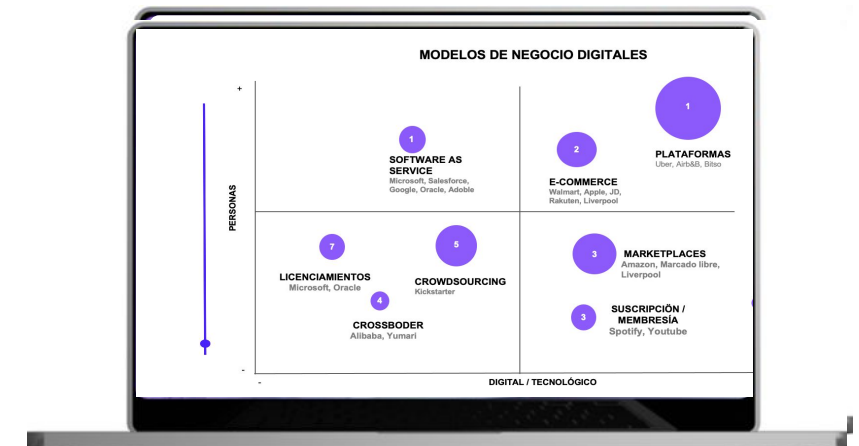 MODELOS DE NEGOCIO DIGITALES
+
1
1
2
PLATAFORMAS
Uber, Airb&B, Bitso
SOFTWARE AS
SERVICE
Microsoft, Salesforce,
Google, Oracle, Adoble
E-COMMERCE
Walmart, Apple, JD,
Rakuten, Liverpool
PERSONAS
7
5
3
MARKETPLACES
Amazon, Marcado libre,
Liverpool
LICENCIAMIENTOS
Microsoft, Oracle
CROWDSOURCING
Kickstarter
4
CROSSBODER
Alibaba, Yumari
3
SUSCRIPCIÖN /
MEMBRESÍA
Spotify, Youtube
-
-
DIGITAL / TECNOLÓGICO